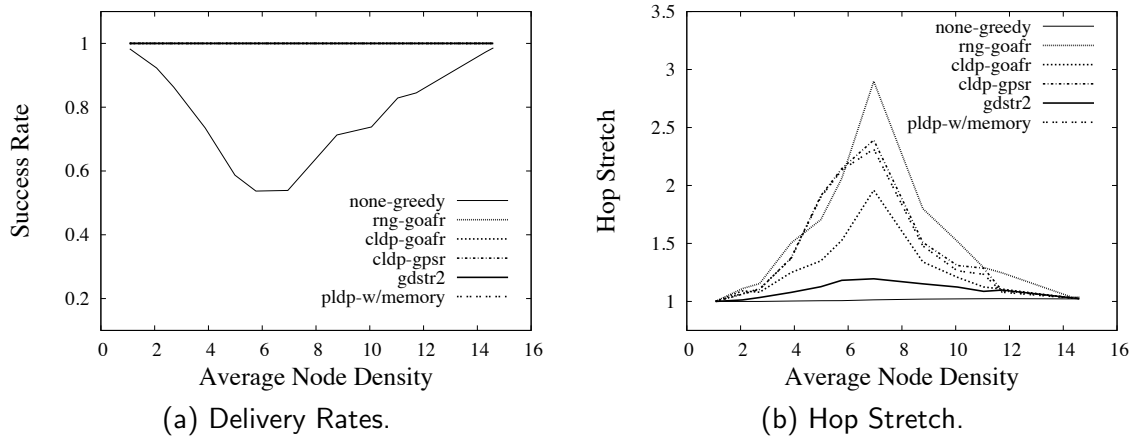 1
0.8
0.6
0.4
0.2
Success Rate
none-greedy
rng-goafr
cldp-goafr
cldp-gpsr
gdstr2
pldp-w/memory
0 2 4 6 8 10 12 14 16
Average Node Density
(a) Delivery Rates.
3.5
3
2.5
2
1.5
1
Hop Stretch
none-greedy
rng-goafr
cldp-goafr
cldp-gpsr
gdstr2
pldp-w/memory
0 2 4 6 8 10 12 14 16
Average Node Density
(b) Hop Stretch.